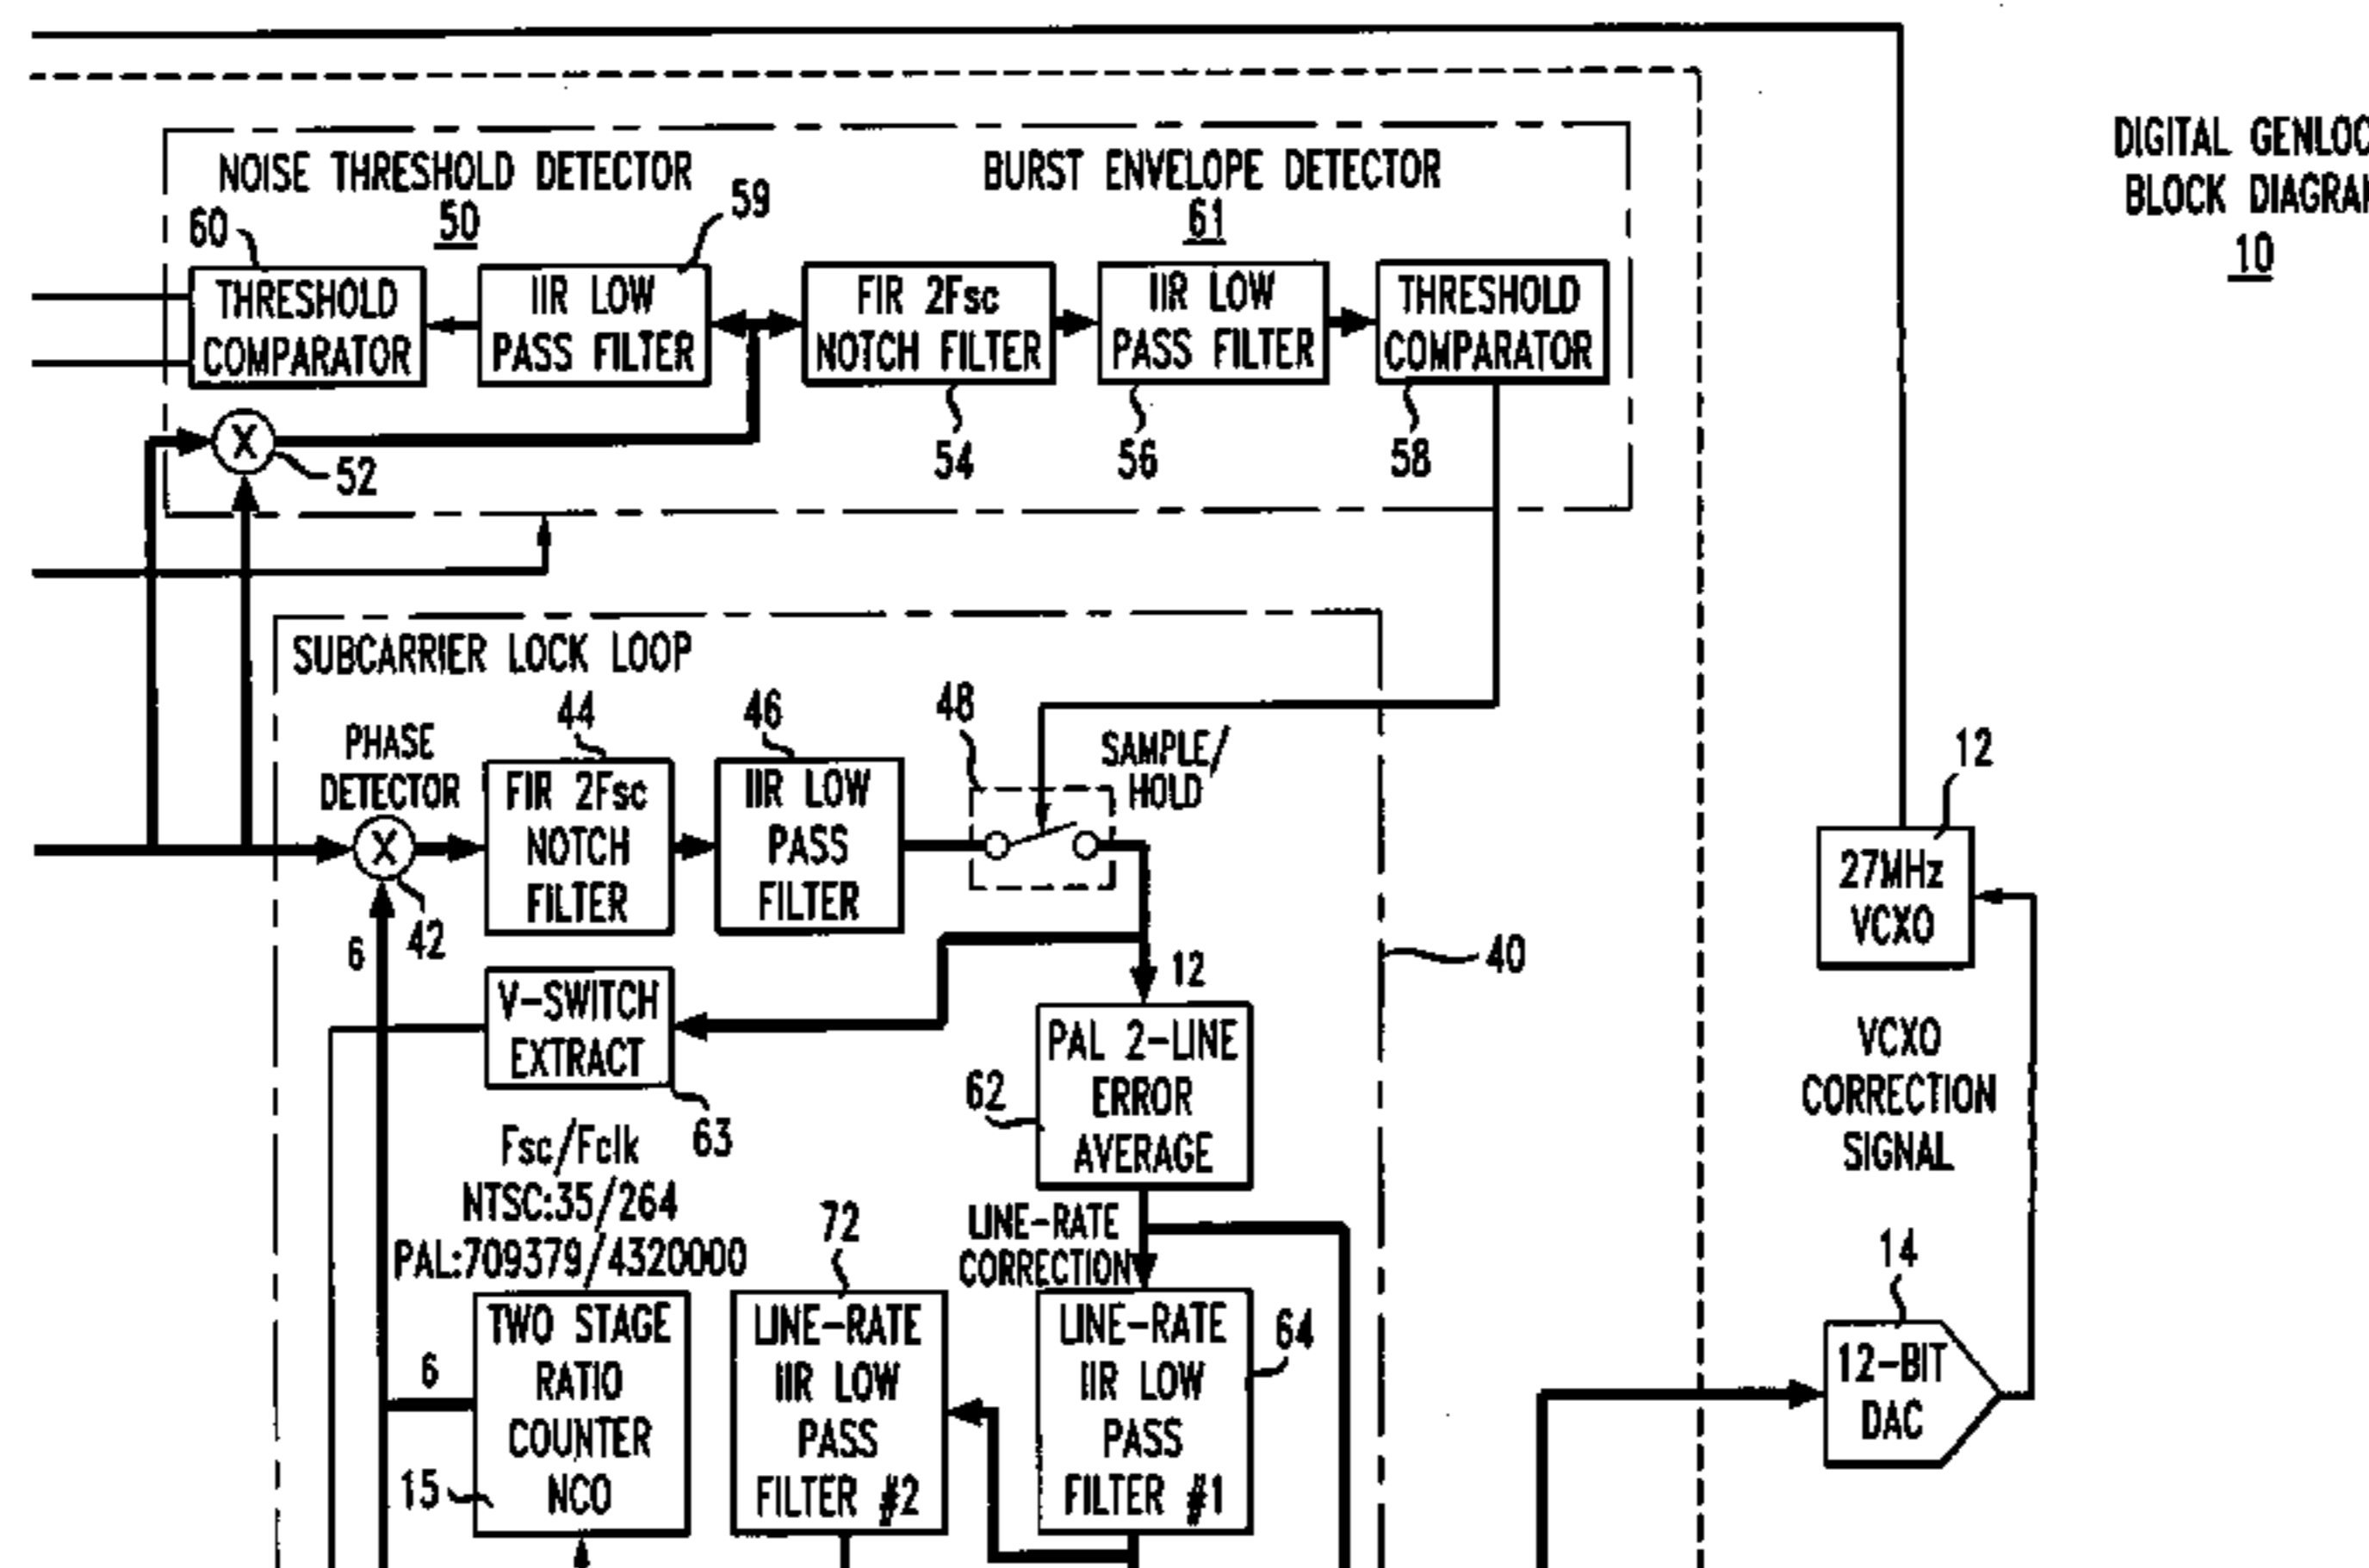 DIGITAL GENLOC
BLOCK DIAGRA
10
NOISE THRESHOLD DETECTOR
50
59
60
BURST ENVELOPE DETECTOR
61
THRESHOLD
COMPARATOR
IIR LOW
PASS FILTER
FIR 2Fsc
NOTCH FILTER
IIR LOW
PASS FILTER
THRESHOLD
COMPARATOR
X
52
54
56
58
SUBCARRIER LOCK LOOP
PHASE
DETECTOR
44
46
48
SAMPLE/
HOLD
X
42
6
FIR 2Fsc
NOTCH
FILTER
IIR LOW
PASS
FILTER
12
27MHz
VCXO
40
V-SWITCH
EXTRACT
63
12
PAL 2-LINE
ERROR
AVERAGE
62
VCXO
CORRECTION
SIGNAL
Fsc/Fclk
NTSC:35/264
PAL:709379/4320000
72
LINE-RATE
CORRECTION
14
TWO STAGE
RATIO
COUNTER
NCO
6
15
LINE-RATE
IIR LOW
PASS
FILTER #2
LINE-RATE
IIR LOW
PASS
FILTER #1
64
12-BIT
DAC